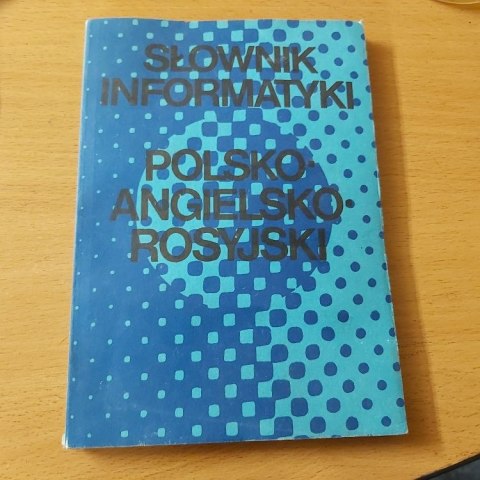 SŁOWNIK
INFORMATYKI
POLSKO-
ANGIELSKO-
ROSYJSKI